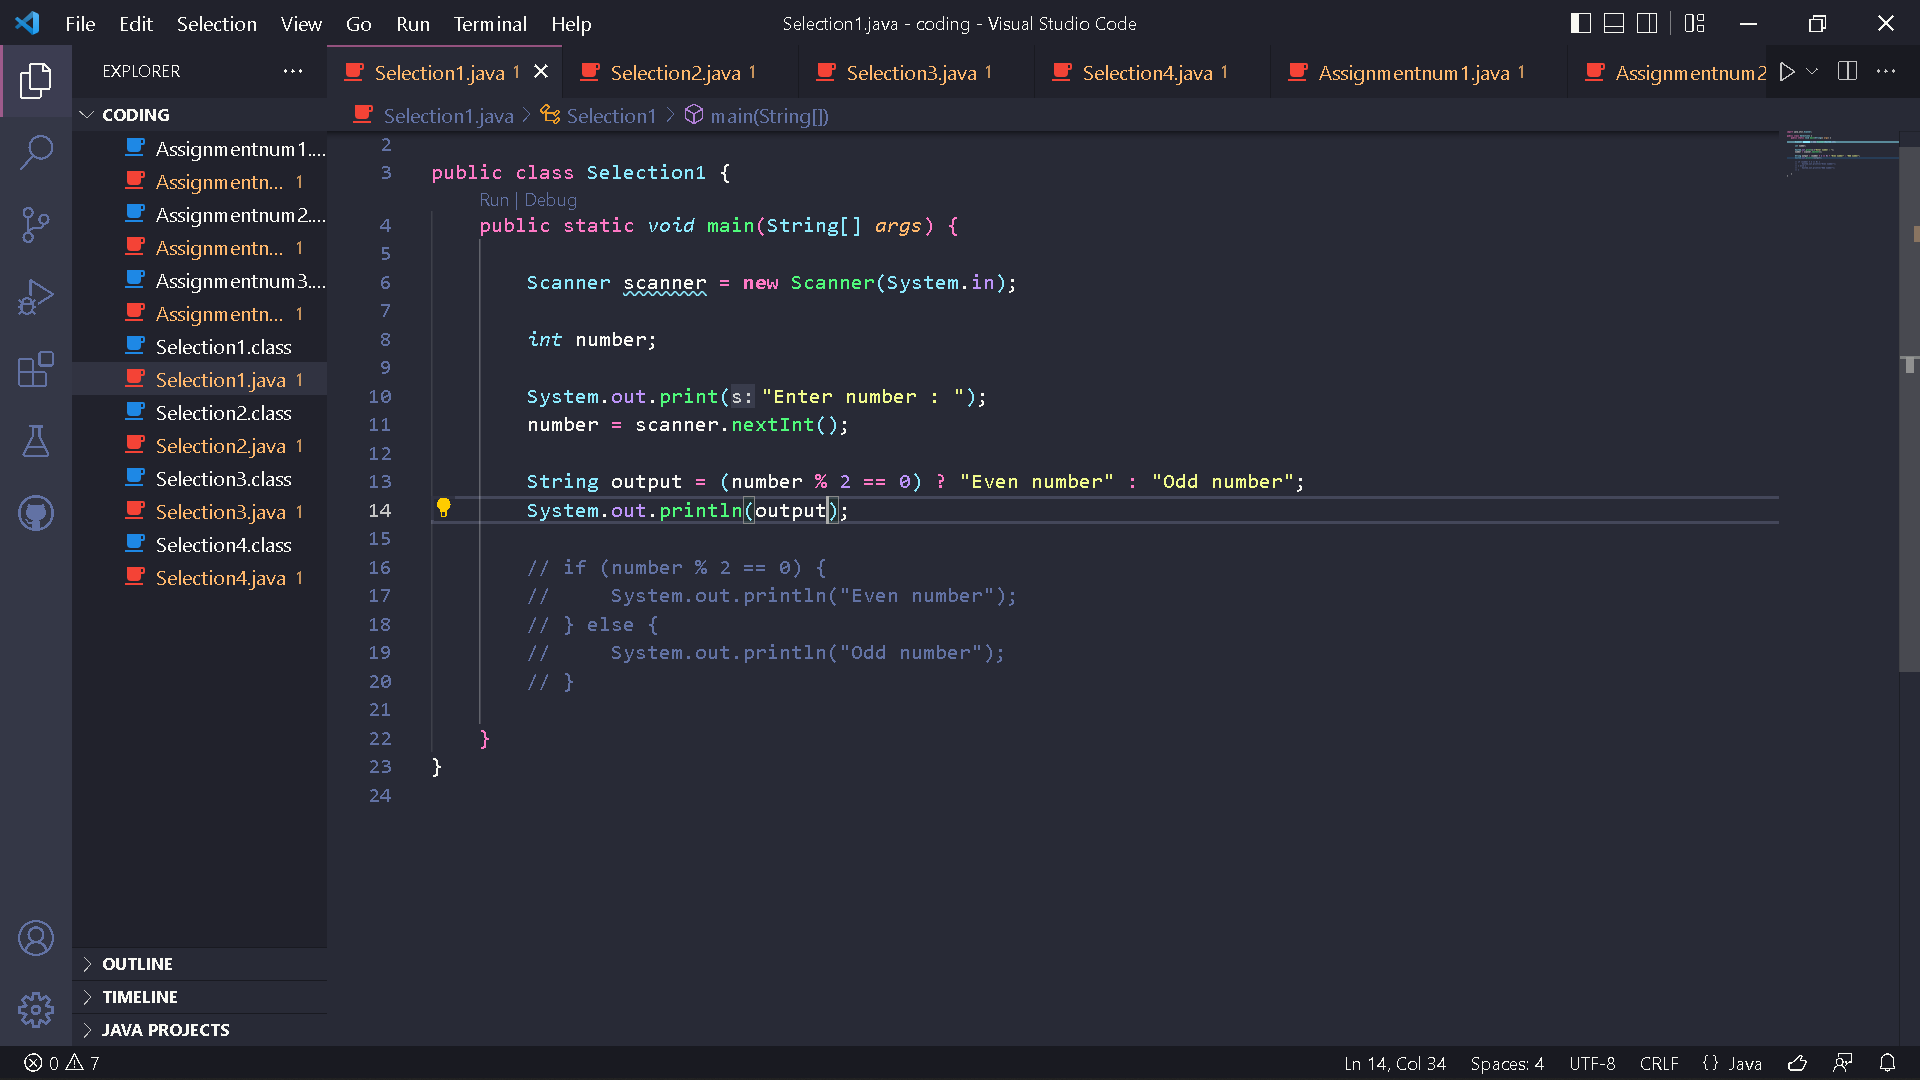 File Edit Selection View Go Run Terminal Help
Selection1.java - coding - Visual Studio Code
EXPLORER
Selection1.java 1
Selection2.java 1
Selection3.java 1
Selection4.java 1
Assignmentnum1.java 1
Assignmentnum2
CODING
Selection1.java > Selection1 > main(String[])
Assignmentnum1....
Assignmentn... 1
Assignmentnum2....
Assignmentn... 1
Assignmentnum3....
Assignmentn... 1
Selection1.class
Selection1.java 1
Selection2.class
Selection2.java 1
Selection3.class
Selection3.java 1
Selection4.class
Selection4.java 1
OUTLINE
TIMELINE
JAVA PROJECTS
2
3 public class Selection1 {
Run | Debug
4 public static void main(String[] args) {
5
6 Scanner scanner = new Scanner(System.in);
7
8 int number;
9
10 System.out.print(s: "Enter number : ");
11 number = scanner.nextInt();
12
13 String output = (number % 2 == 0) ? "Even number" : "Odd number";
14 System.out.println(output);
15
16 // if (number % 2 == 0) {
17 //     System.out.println("Even number");
18 // } else {
19 //     System.out.println("Odd number");
20 // }
21
22 }
23 }
24
0 7
Ln 14, Col 34
Spaces: 4
UTF-8
CRLF
{} Java